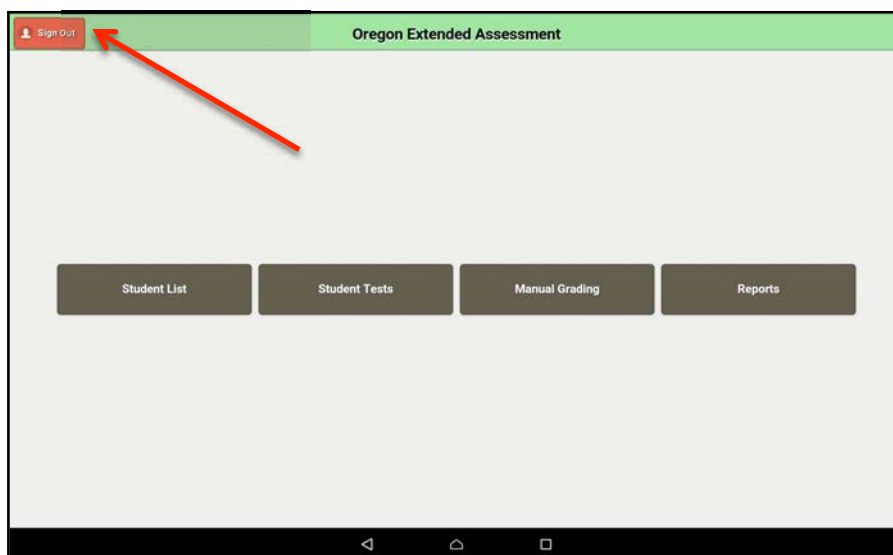 Sign Out
Oregon Extended Assessment
Student List
Student Tests
Manual Grading
Reports